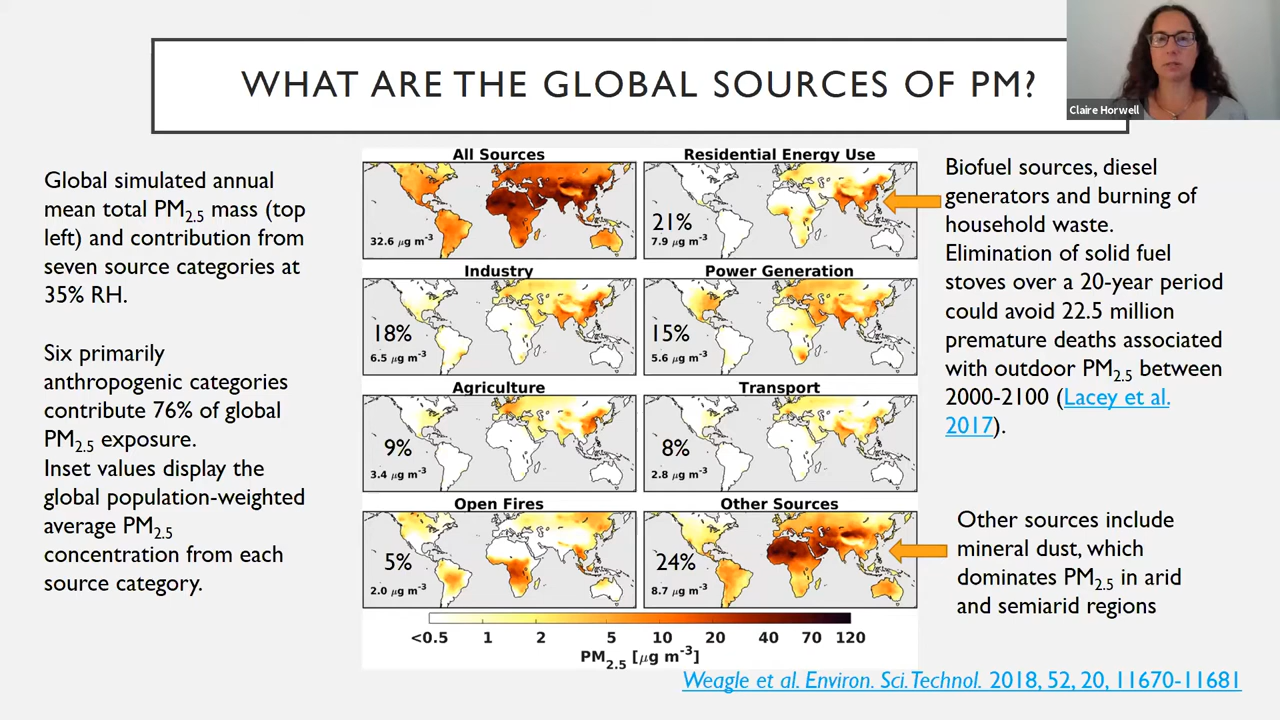 WHAT ARE THE GLOBAL SOURCES OF PM?
Claire Horwell
Global simulated annual
mean total PM2.5 mass (top
left) and contribution from
seven source categories at
35% RH.
Six primarily
anthropogenic categories
contribute 76% of global
PM2.5 exposure.
Inset values display the
global population-weighted
average PM2.5
concentration from each
source category.
All Sources
32.6 μg m-3
Residential Energy Use
21%
7.9 μg m-3
Industry
18%
6.5 μg m-3
Power Generation
15%
5.6 μg m-3
Agriculture
9%
3.4 μg m-3
Transport
8%
2.8 μg m-3
Open Fires
5%
2.0 μg m-3
Other Sources
24%
8.7 μg m-3
<0.5 1 2 5 10 20 40 70 120
PM2.5 [μg m-3]
Biofuel sources, diesel
generators and burning of
household waste.
Elimination of solid fuel
stoves over a 20-year period
could avoid 22.5 million
premature deaths associated
with outdoor PM2.5 between
2000-2100 (Lacey et al.
2017).
Other sources include
mineral dust, which
dominates PM2.5 in arid
and semiarid regions
Weagle et al. Environ. Sci. Technol. 2018, 52, 20, 11670-11681